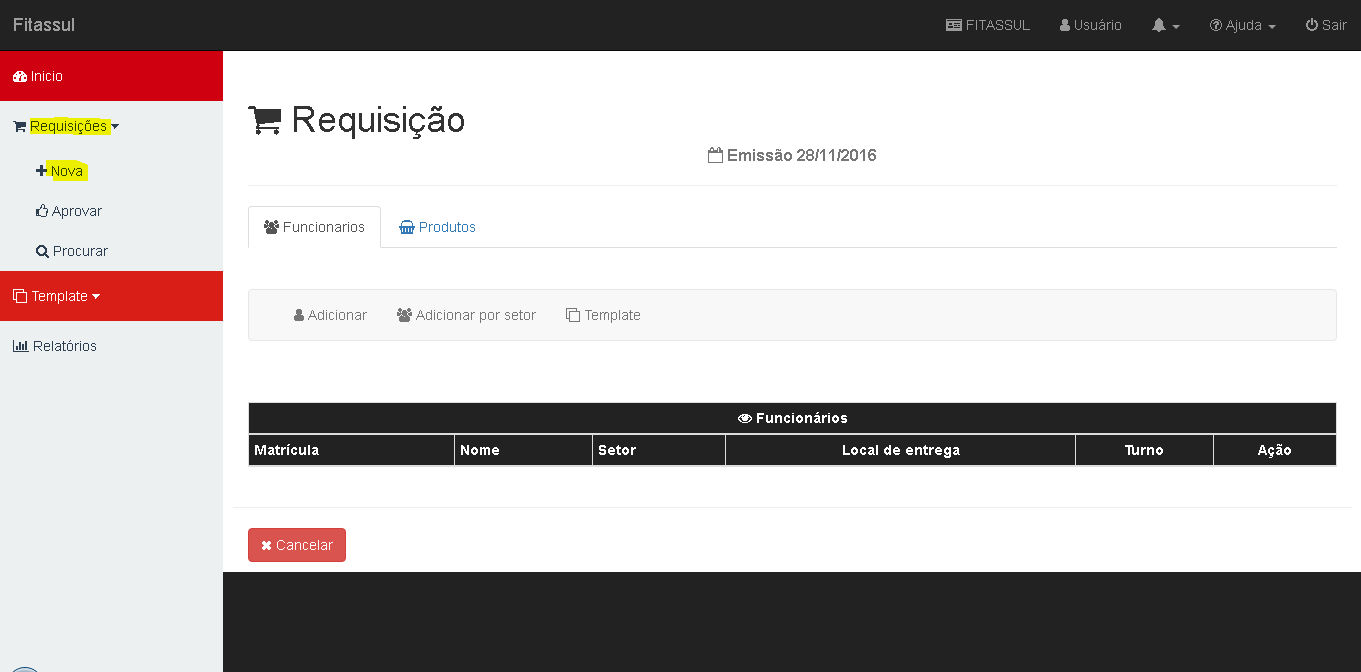 Fitassul
FITASSUL Usuário Ajuda Sair
Inicio
Requisições
Nova
Aprovar
Procurar
Template
Relatórios
Requisição
Emissão 28/11/2016
Funcionarios Produtos
Adicionar Adicionar por setor Template
Funcionários
Matrícula Nome Setor Local de entrega Turno Ação
Cancelar